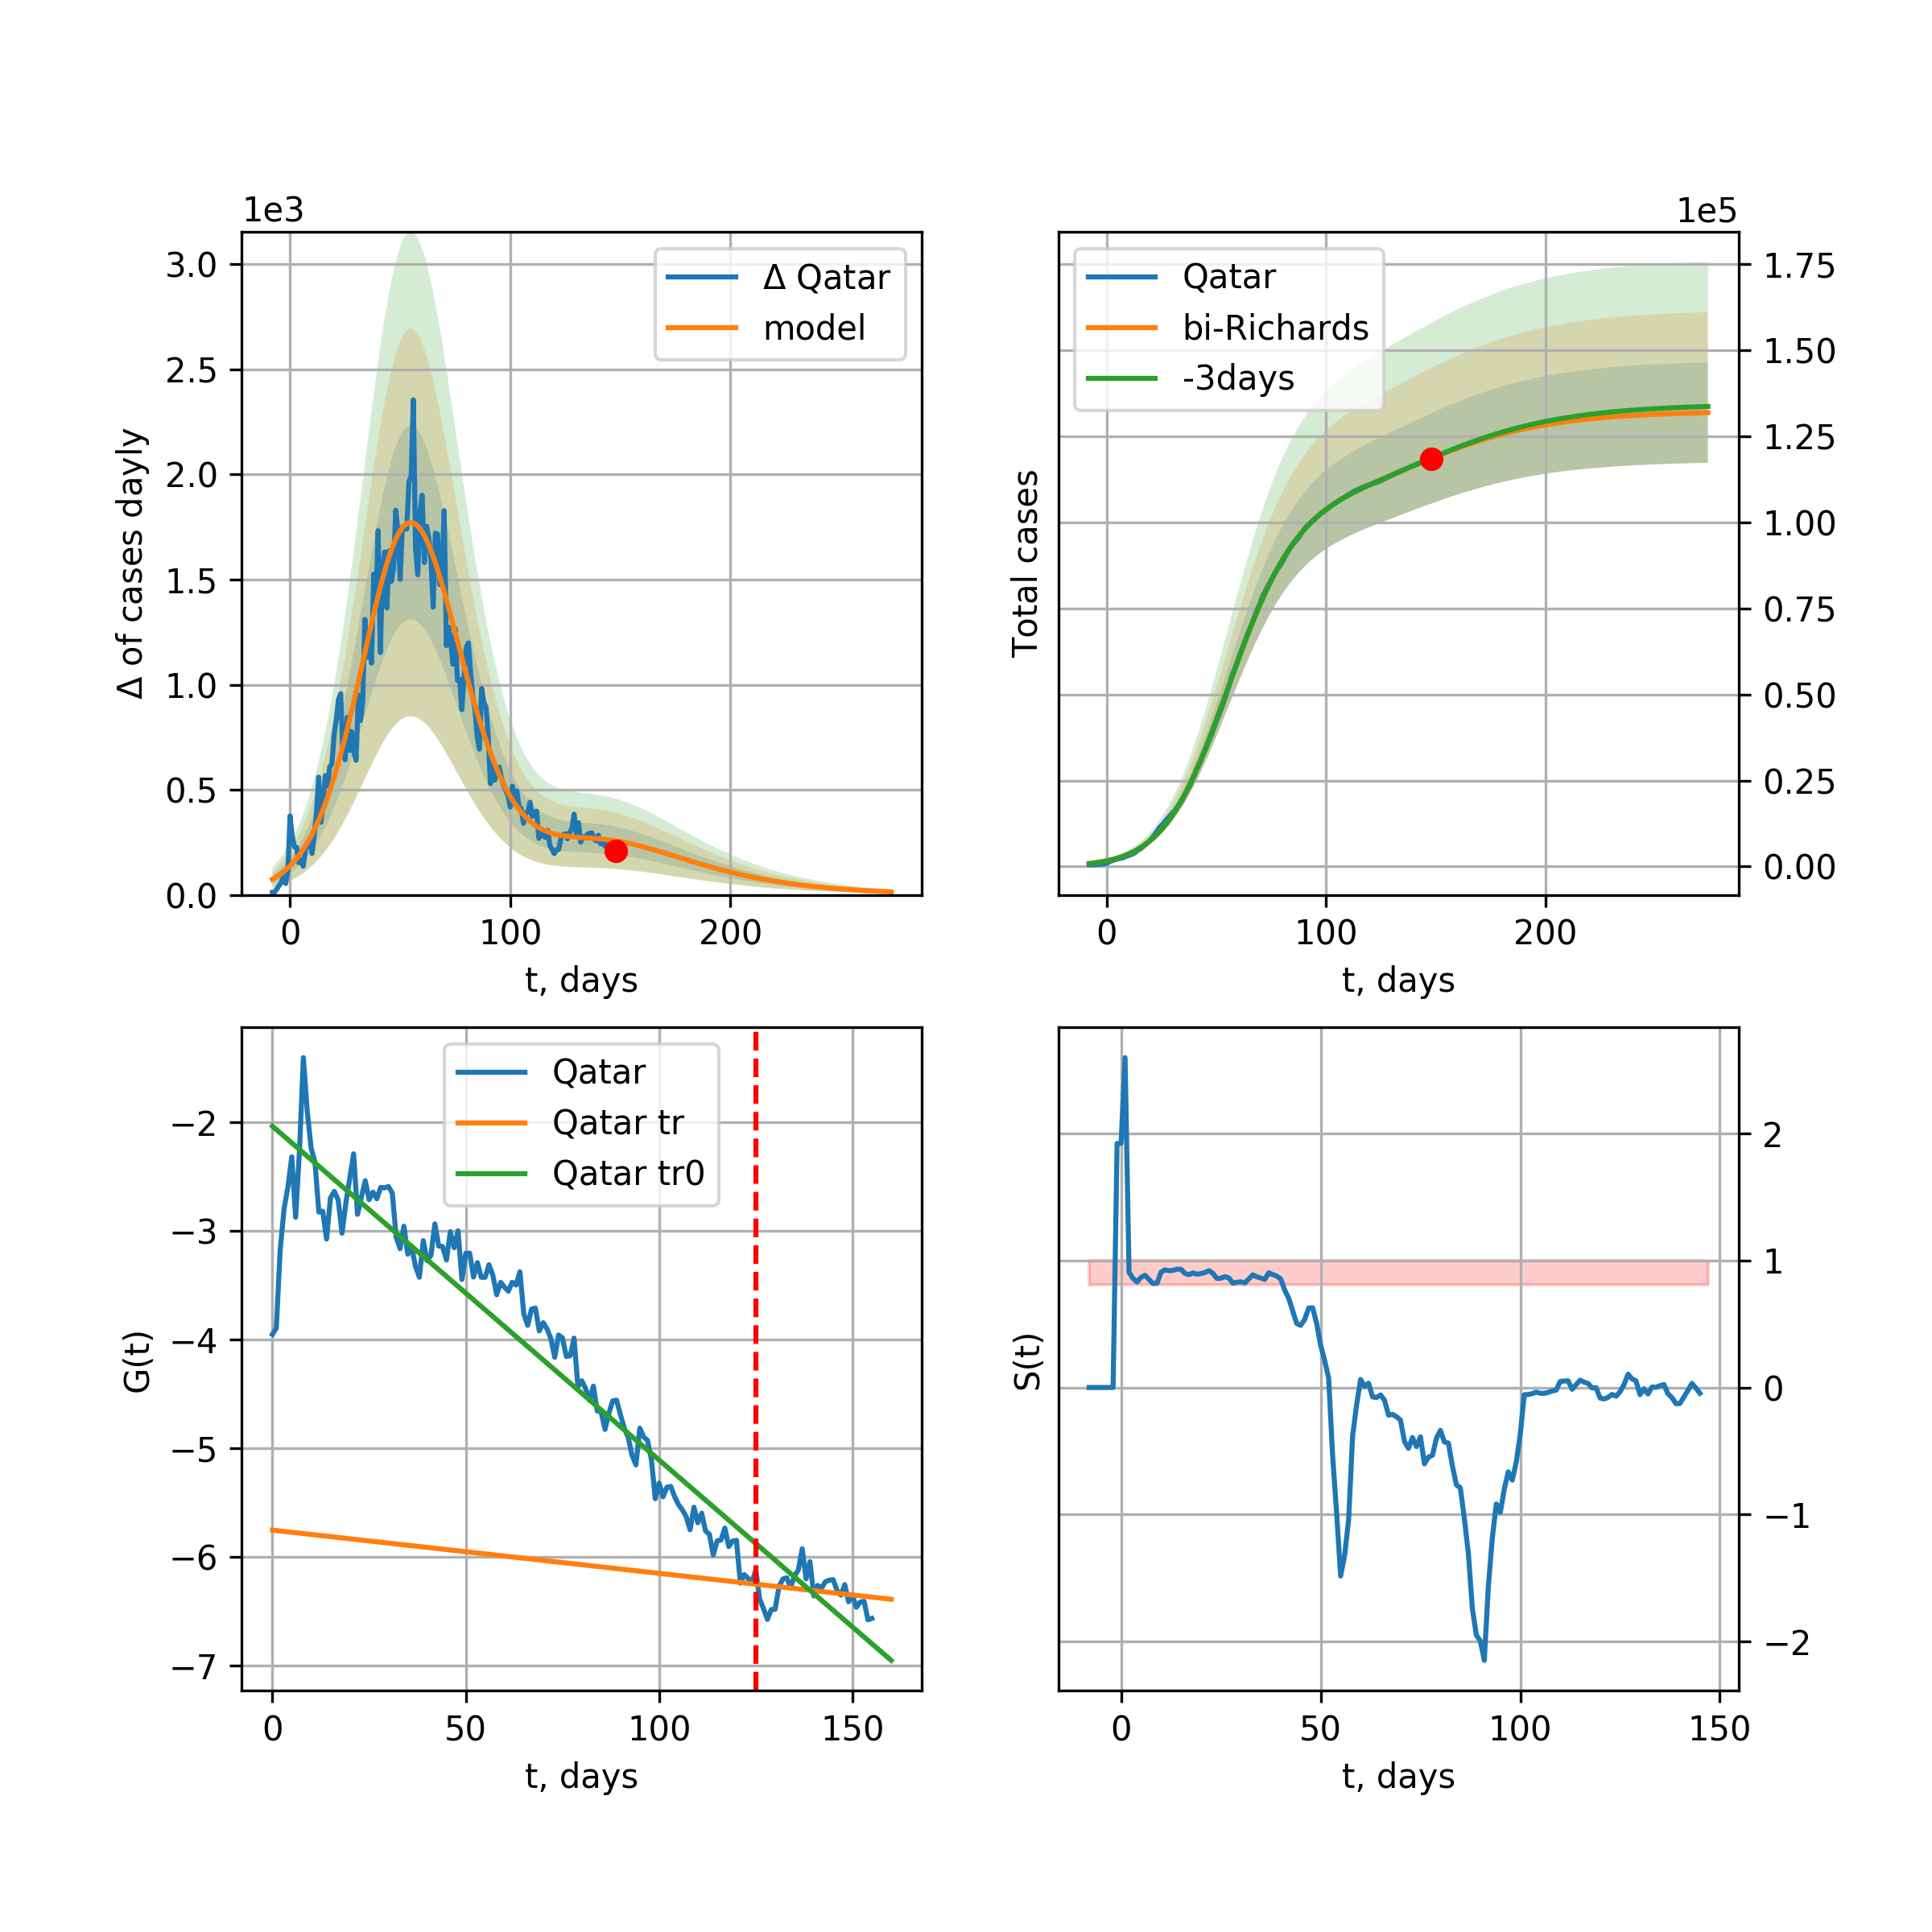 1e3
3.0
2.5
2.0
1.5
1.0
0.5
0.0
Δ of cases dayly
Δ Qatar
model
0 100 200
t, days
1e5
Total cases
Qatar
bi-Richards
-3days
1.75
1.50
1.25
1.00
0.75
0.50
0.25
0.00
0 100 200
t, days
G(t)
−2
−3
−4
−5
−6
−7
Qatar
Qatar tr
Qatar tr0
0 50 100 150
t, days
S(t)
2
1
0
−1
−2
0 50 100 150
t, days